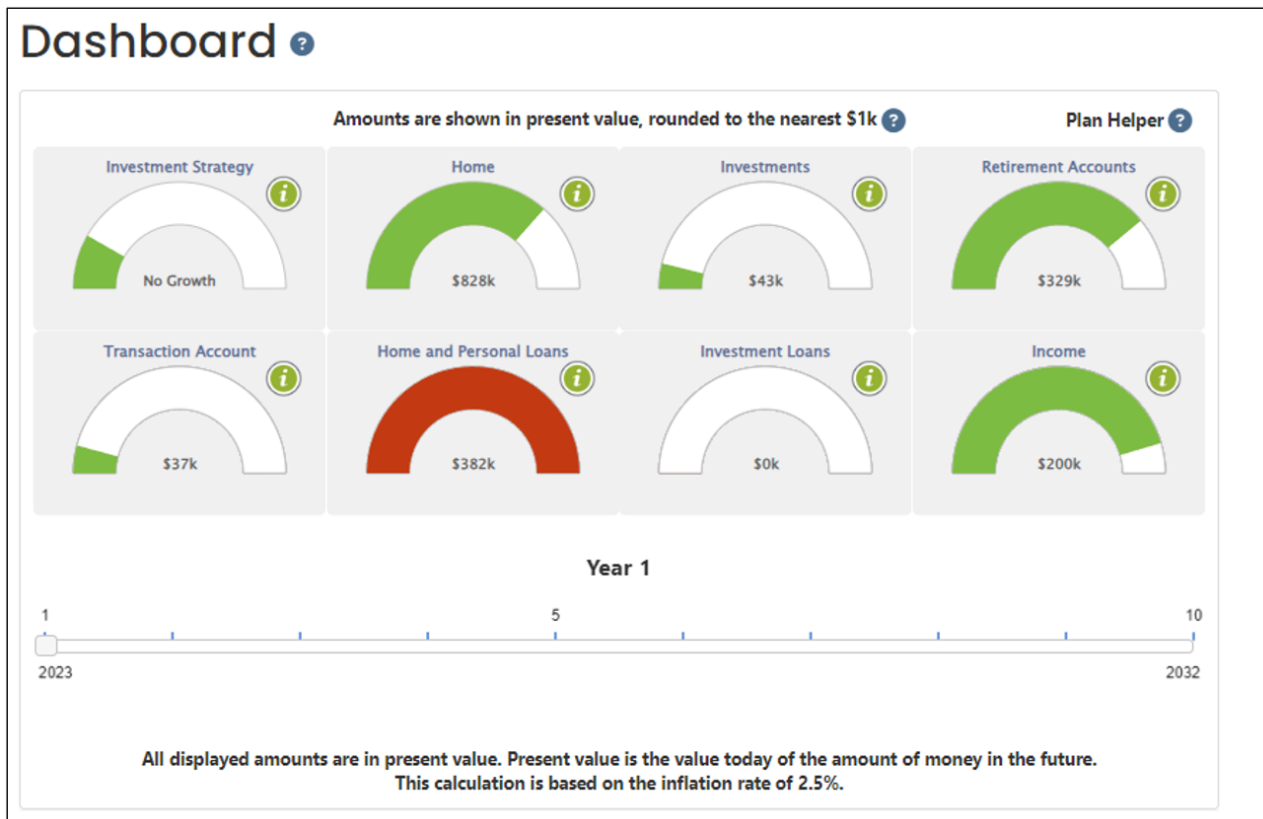 Dashboard ?
Amounts are shown in present value, rounded to the nearest $1k ?
Plan Helper ?
Investment Strategy
i
No Growth
Home
i
$828k
Investments
i
$43k
Retirement Accounts
i
$329k
Transaction Account
i
$37k
Home and Personal Loans
i
$382k
Investment Loans
i
$0k
Income
i
$200k
Year 1
1
5
10
2023
2032
All displayed amounts are in present value. Present value is the value today of the amount of money in the future.
This calculation is based on the inflation rate of 2.5%.